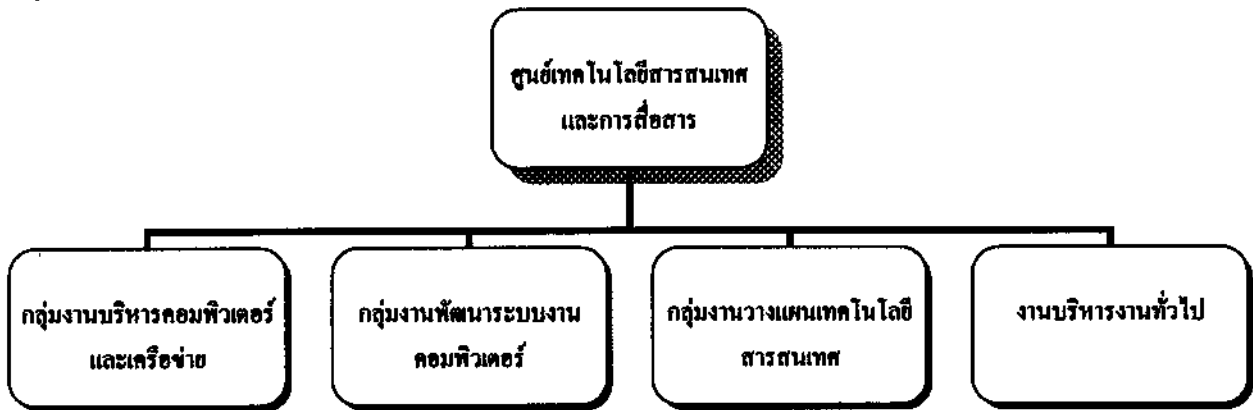 ศูนย์เทคโนโลยีสารสนเทศ
และการสื่อสาร
กลุ่มงานบริหารคอมพิวเตอร์
และเครือข่าย
กลุ่มงานพัฒนาระบบงาน
คอมพิวเตอร์
กลุ่มงานวางแผนเทคโนโลยี
สารสนเทศ
งานบริหารงานทั่วไป